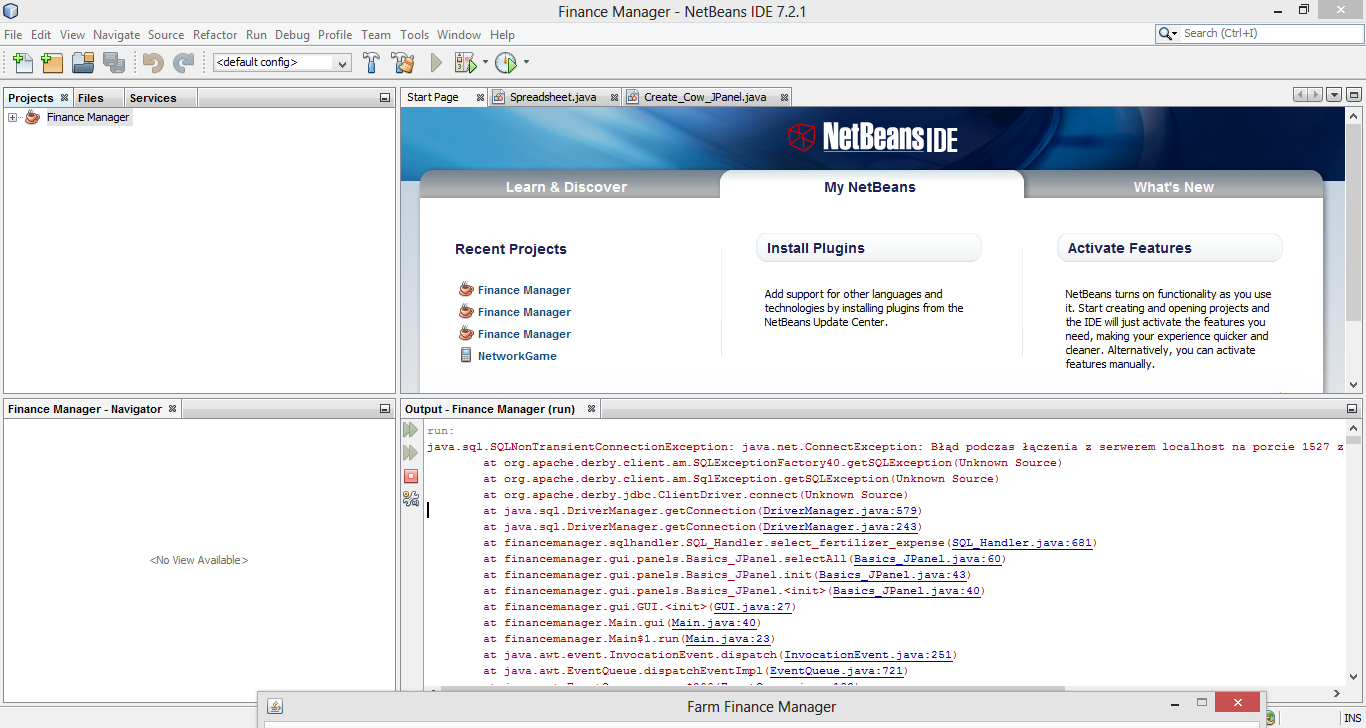 Finance Manager - NetBeans IDE 7.2.1
File Edit View Navigate Source Refactor Run Debug Profile Team Tools Window Help
Search (Ctrl+I)
<default config>
Projects Files Services
Finance Manager
Start Page Spreadsheet.java Create_Cow_JPanel.java
NetBeans IDE
Learn & Discover My NetBeans What's New
Recent Projects
Finance Manager
Finance Manager
Finance Manager
NetworkGame
Install Plugins
Add support for other languages and
technologies by installing plugins from the
NetBeans Update Center.
Activate Features
NetBeans turns on functionality as you use
it. Start creating and opening projects and
the IDE will just activate the features you
need, making your experience quicker and
cleaner. Alternatively, you can activate
features manually.
Finance Manager - Navigator
<No View Available>
Output - Finance Manager (run)
run:
java.sql.SQLNonTransientConnectionException: java.net.ConnectException: Błąd podczas łączenia z serwerem localhost na porcie 1527 z
at org.apache.derby.client.am.SQLExceptionFactory40.getSQLException(Unknown Source)
at org.apache.derby.client.am.SqlException.getSQLException(Unknown Source)
at org.apache.derby.jdbc.ClientDriver.connect(Unknown Source)
at java.sql.DriverManager.getConnection(DriverManager.java:579)
at java.sql.DriverManager.getConnection(DriverManager.java:243)
at financemanager.sqlhandler.SQL_Handler.select_fertilizer_expense(SQL_Handler.java:681)
at financemanager.gui.panels.Basics_JPanel.selectAll(Basics_JPanel.java:60)
at financemanager.gui.panels.Basics_JPanel.init(Basics_JPanel.java:43)
at financemanager.gui.panels.Basics_JPanel.<init>(Basics_JPanel.java:40)
at financemanager.gui.GUI.<init>(GUI.java:27)
at financemanager.Main.gui(Main.java:40)
at financemanager.Main$1.run(Main.java:23)
at java.awt.event.InvocationEvent.dispatch(InvocationEvent.java:251)
at java.awt.EventQueue.dispatchEventImpl(EventQueue.java:721)
Farm Finance Manager
INS